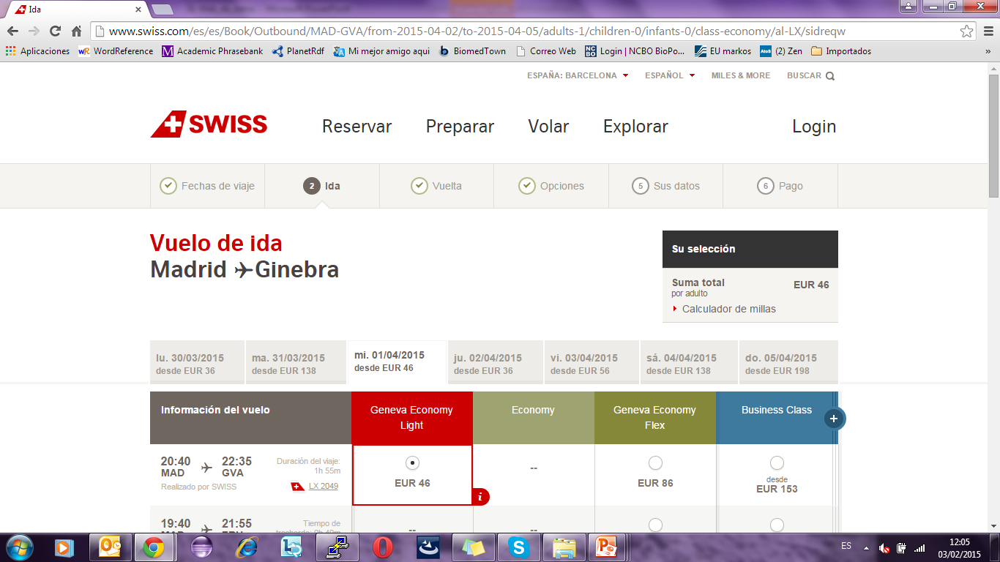 Ida
www.swiss.com/es/es/Book/Outbound/MAD-GVA/from-2015-04-02/to-2015-04-05/adults-1/children-0/infants-0/class-economy/al-LX/sidreqw
Aplicaciones WordReference Academic Phrasebank PlanetRdf Mi mejor amigo aqui BiomedTown Correo Web Login | NCBO BioPo... EU markos (2) Zen Importados »
ESPAÑA: BARCELONA ESPAÑOL MILES & MORE BUSCAR
SWISS Reservar Preparar Volar Explorar Login
Fechas de viaje 2 Ida Vuelta Opciones 5 Sus datos 6 Pago
Vuelo de ida
Madrid Ginebra
Su selección
Suma total EUR 46
por adulto
Calculador de millas
lu. 30/03/2015 ma. 31/03/2015 mi. 01/04/2015 ju. 02/04/2015 vi. 03/04/2015 sá. 04/04/2015 do. 05/04/2015
desde EUR 36 desde EUR 138 desde EUR 46 desde EUR 36 desde EUR 56 desde EUR 138 desde EUR 198
Información del vuelo Geneva Economy Light Economy Geneva Economy Flex Business Class +
20:40 22:35 Duración del viaje:
MAD GVA 1h 55m
Realizado por SWISS LX 2049
EUR 46 -- EUR 86 desde
EUR 153
i
19:40 21:55 Tiempo de
-- --
ES 12:05
03/02/2015